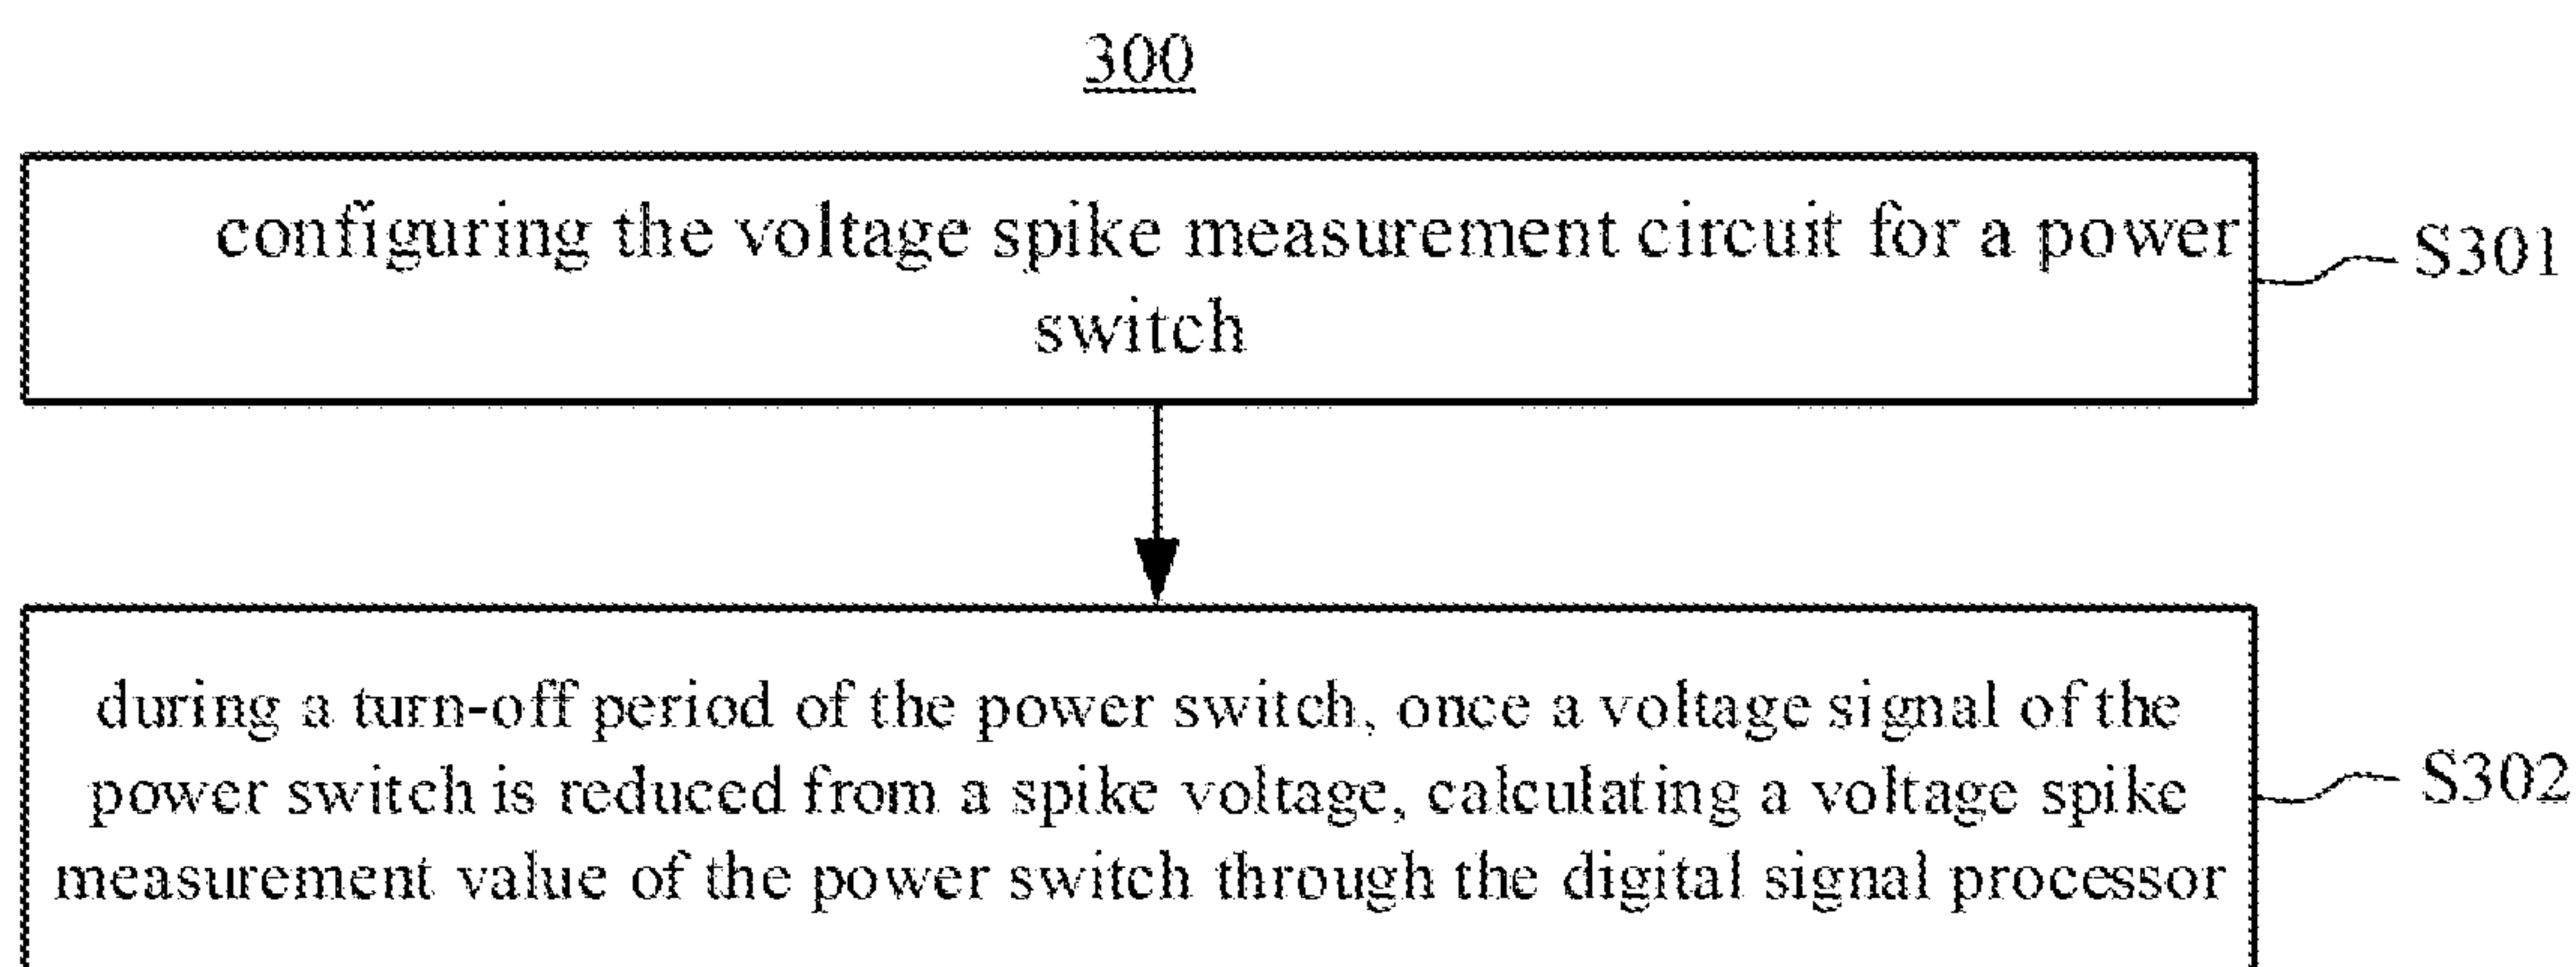 300
configuring the voltage spike measurement circuit for a power
switch
S301
during a turn-off period of the power switch, once a voltage signal of the
power switch is reduced from a spike voltage, calculating a voltage spike
measurement value of the power switch through the digital signal processor
S302